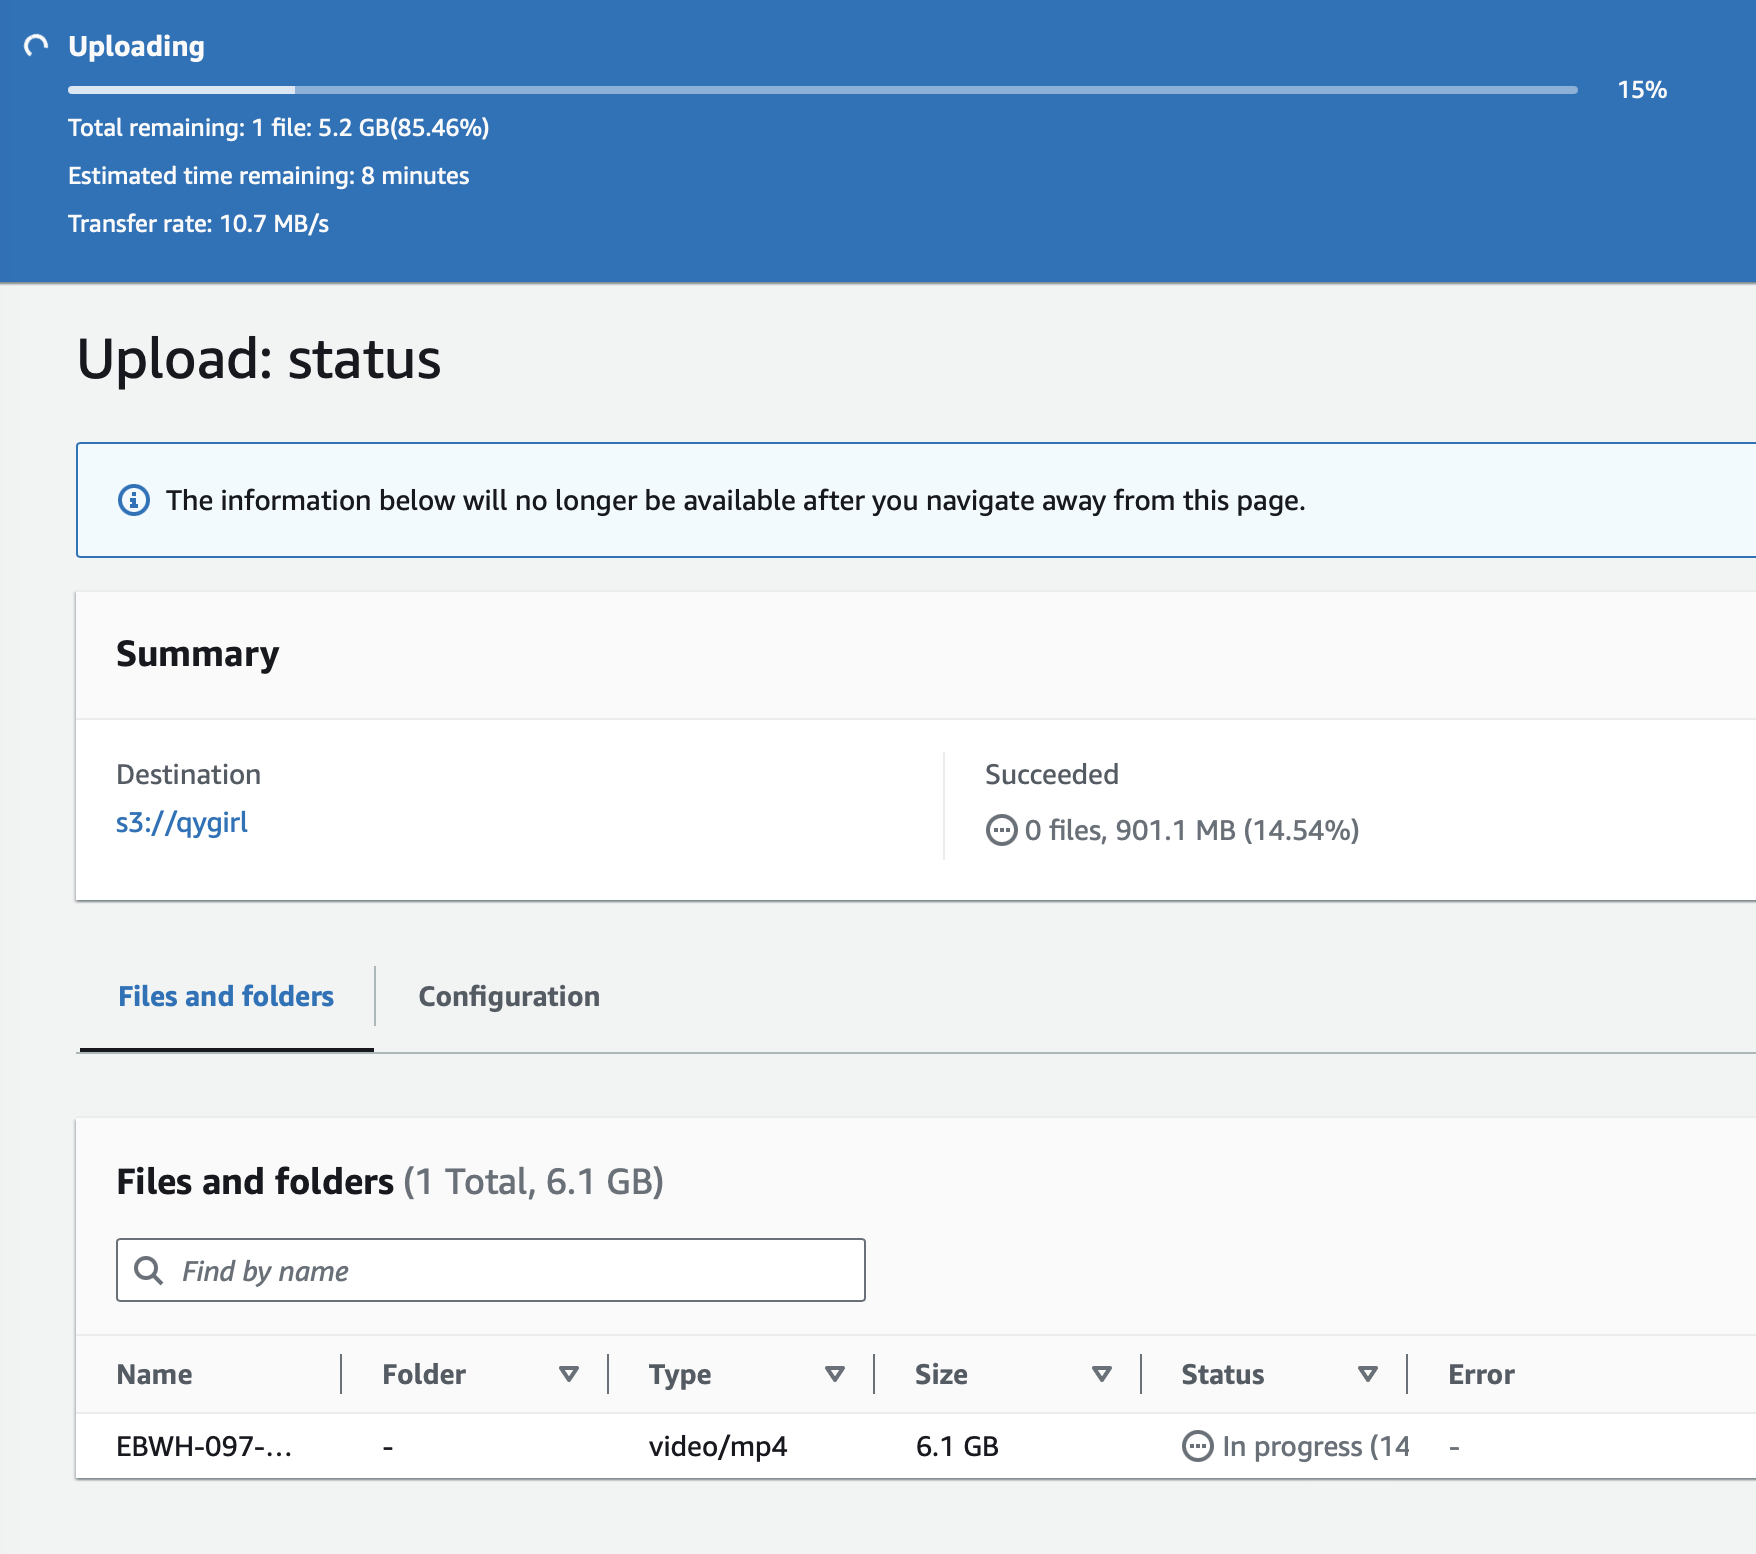 Uploading
15%
Total remaining: 1 file: 5.2 GB(85.46%)
Estimated time remaining: 8 minutes
Transfer rate: 10.7 MB/s
Upload: status
The information below will no longer be available after you navigate away from this page.
Summary
Destination
s3://qygirl
Succeeded
0 files, 901.1 MB (14.54%)
Files and folders
Configuration
Files and folders (1 Total, 6.1 GB)
Find by name
Name Folder Type Size Status Error
EBWH-097-... - video/mp4 6.1 GB In progress (14 -